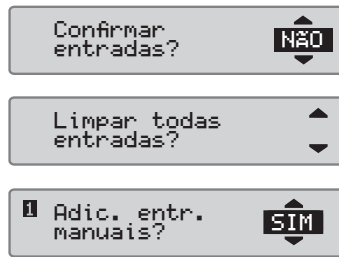 Confirmar
entradas?
NÃO
Limpar todas
entradas?
1 Adic. entr.
manuais?
SIM